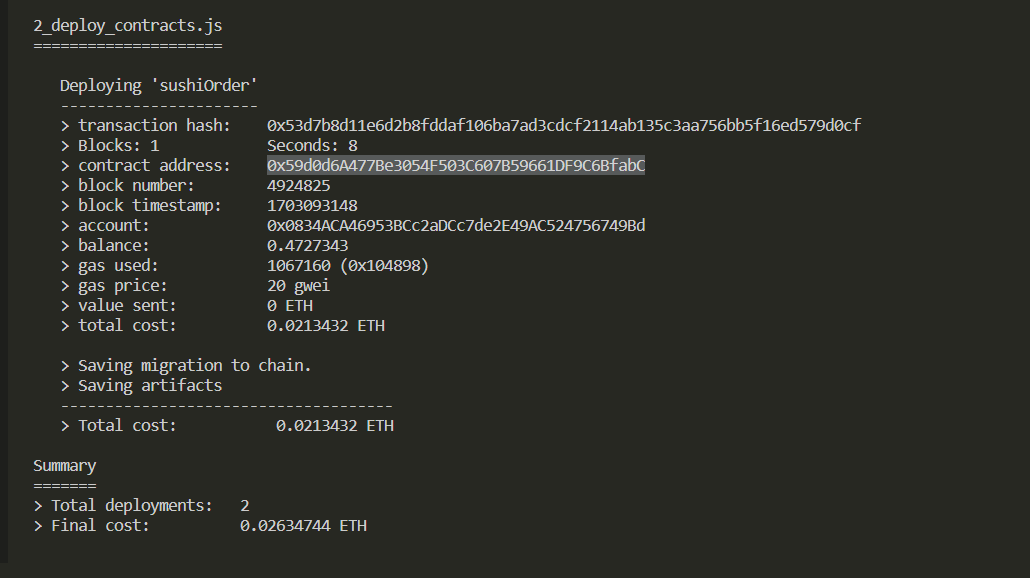 2_deploy_contracts.js
=====================
Deploying 'sushiOrder'
----------------------
> transaction hash: 0x53d7b8d11e6d2b8fddaf106ba7ad3cdcf2114ab135c3aa756bb5f16ed579d0cf
> Blocks: 1 Seconds: 8
> contract address: 0x59d0d6A477Be3054F503C607B59661DF9C6BfabC
> block number: 4924825
> block timestamp: 1703093148
> account: 0x0834ACA46953BCc2aDCc7de2E49AC524756749Bd
> balance: 0.4727343
> gas used: 1067160 (0x104898)
> gas price: 20 gwei
> value sent: 0 ETH
> total cost: 0.0213432 ETH
> Saving migration to chain.
> Saving artifacts
-------------------------------------
> Total cost: 0.0213432 ETH
Summary
=======
> Total deployments: 2
> Final cost: 0.02634744 ETH